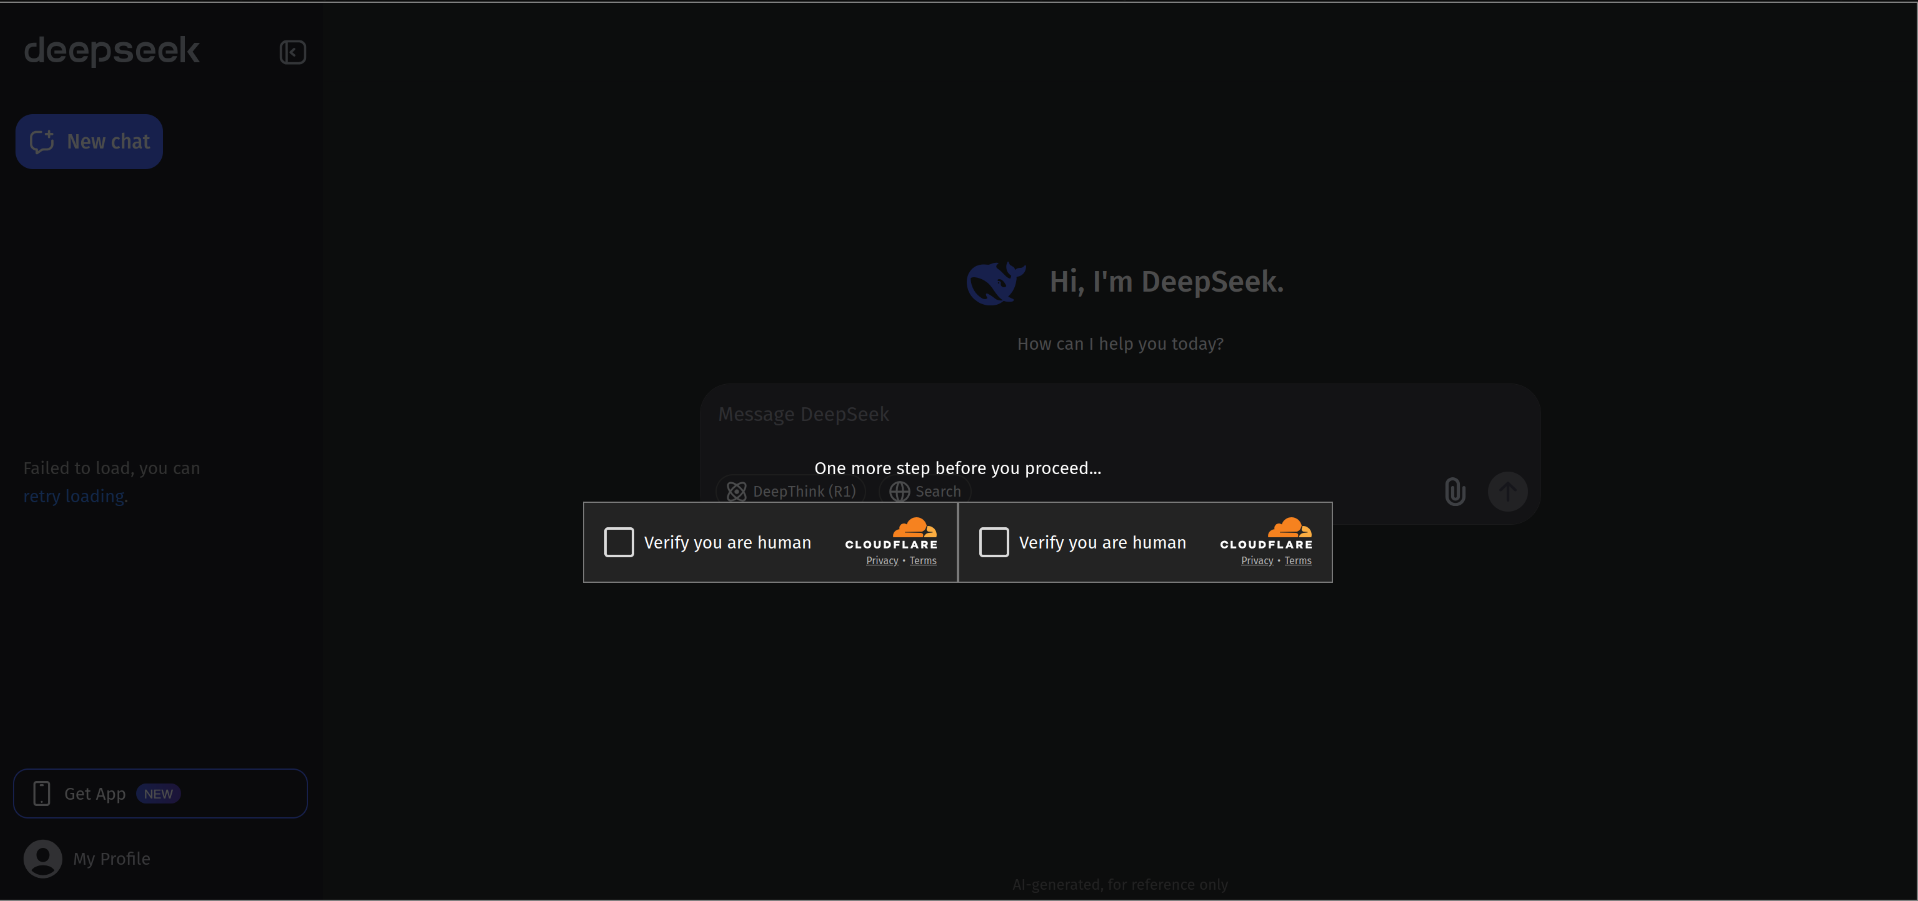 deepseek
New chat
Failed to load, you can
retry loading.
Get App NEW
My Profile
Hi, I'm DeepSeek.
How can I help you today?
Message DeepSeek
One more step before you proceed...
DeepThink (R1) Search
Verify you are human
CLOUDFLARE
Privacy • Terms
Verify you are human
CLOUDFLARE
Privacy • Terms
AI-generated, for reference only